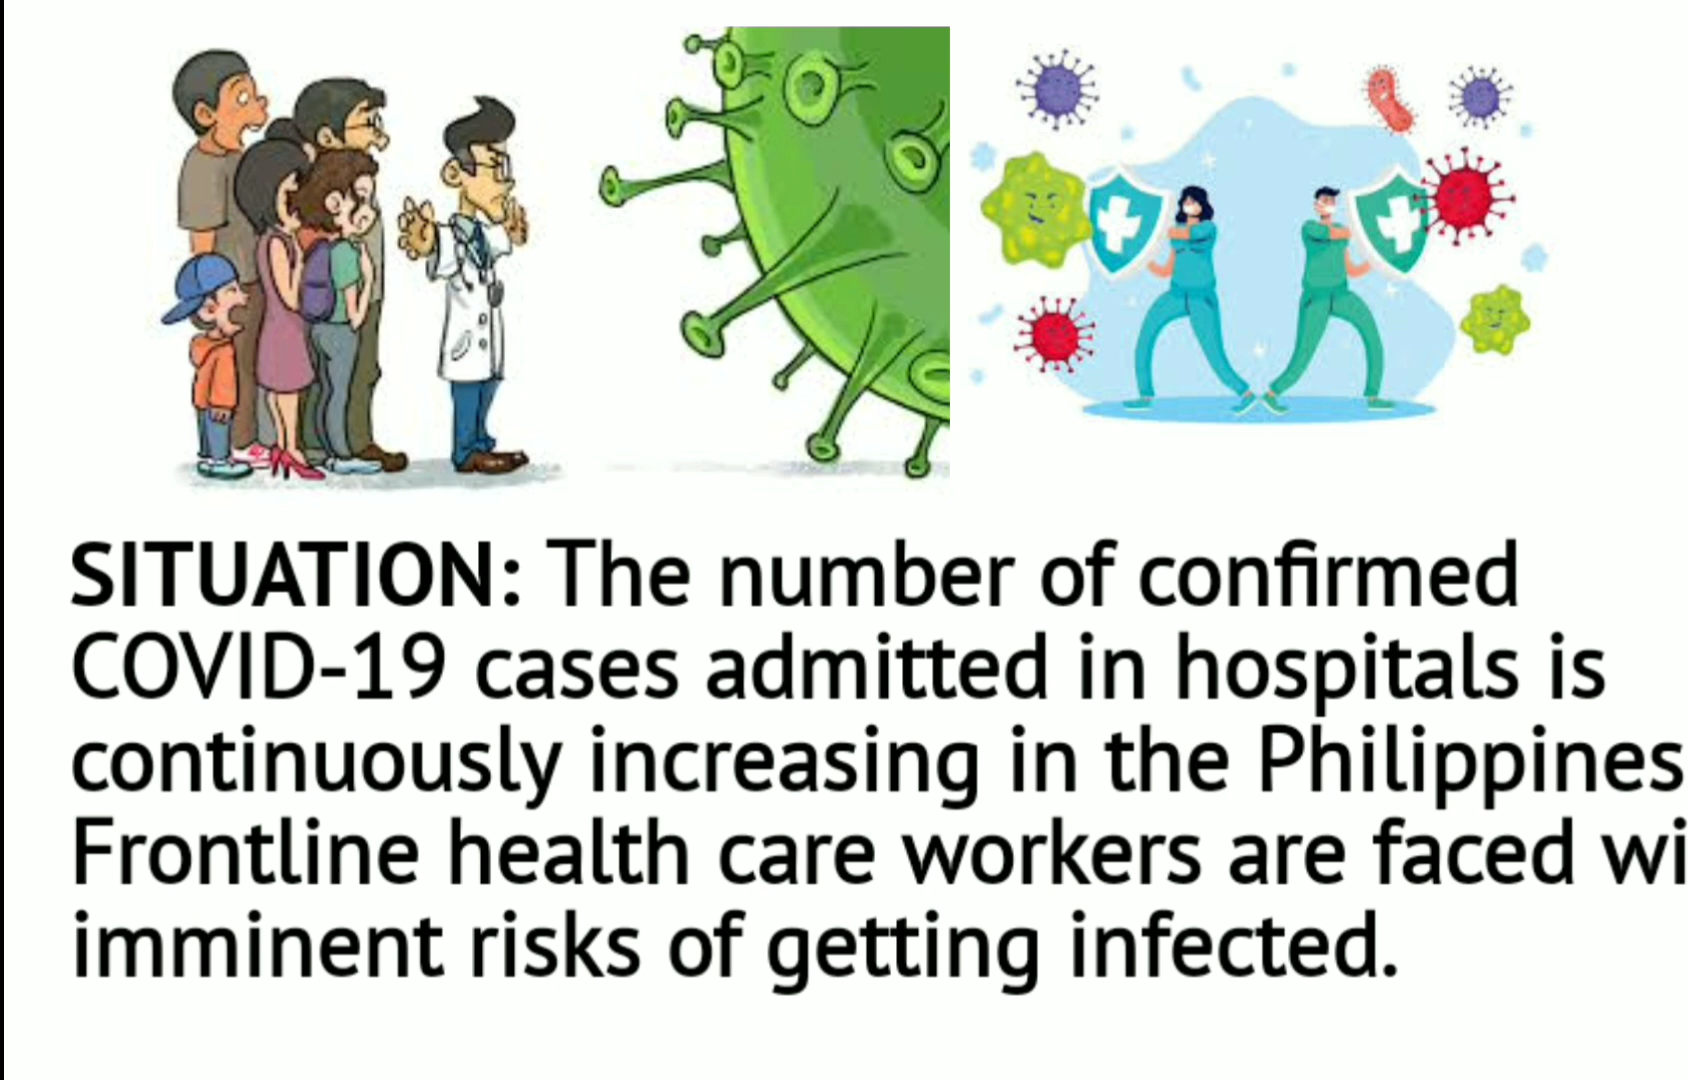 SITUATION: The number of confirmed
COVID-19 cases admitted in hospitals is
continuously increasing in the Philippines
Frontline health care workers are faced wi
imminent risks of getting infected.